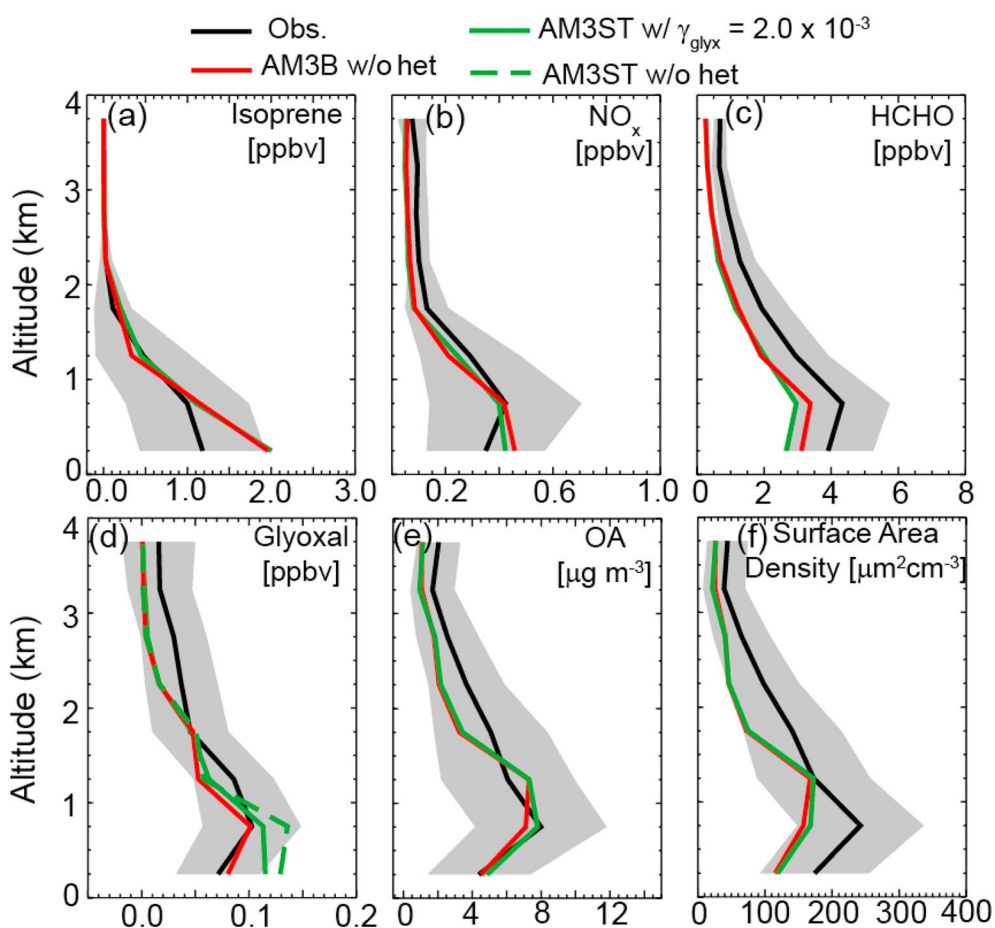 Obs.
AM3B w/o het
AM3ST w/ γglyx = 2.0 x 10-3
AM3ST w/o het
(a) Isoprene
[ppbv]
(b) NOx
[ppbv]
(c) HCHO
[ppbv]
Altitude (km)
4
3
2
1
0
0.0 1.0 2.0 3.0
0.2 0.6 1.0
0 2 4 6 8
(d) Glyoxal
[ppbv]
(e) OA
[μg m-3]
(f) Surface Area
Density [μm2cm-3]
Altitude (km)
4
3
2
1
0
0.0 0.1 0.2
0 4 8 12
0 100 200 300 400